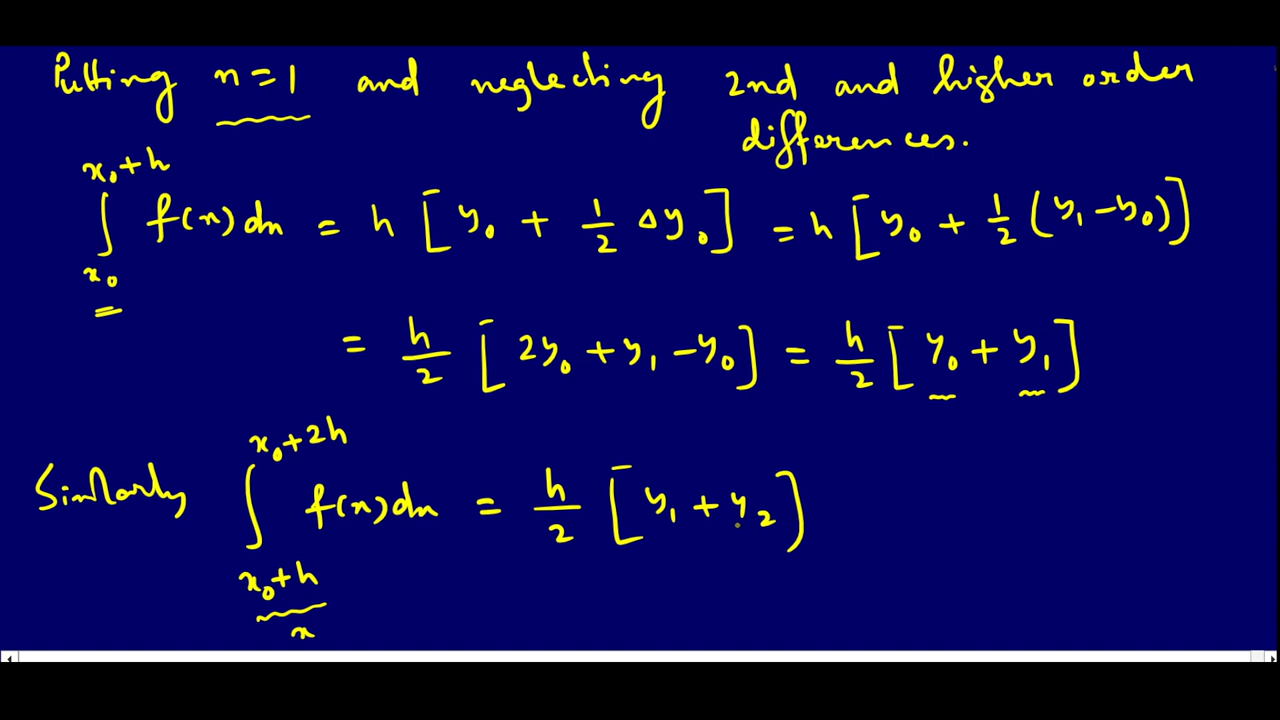 Putting n=1 and neglecting 2nd and higher order
differences.
∫_{x₀}^{x₀+h} f(x)dx = h [y₀ + 1/2 Δy₀] = h [y₀ + 1/2 (y₁ - y₀)]
= h/2 [2y₀ + y₁ - y₀] = h/2 [y₀ + y₁]
Similarly ∫_{x₀+h}^{x₀+2h} f(x)dx = h/2 [y₁ + y₂)
x